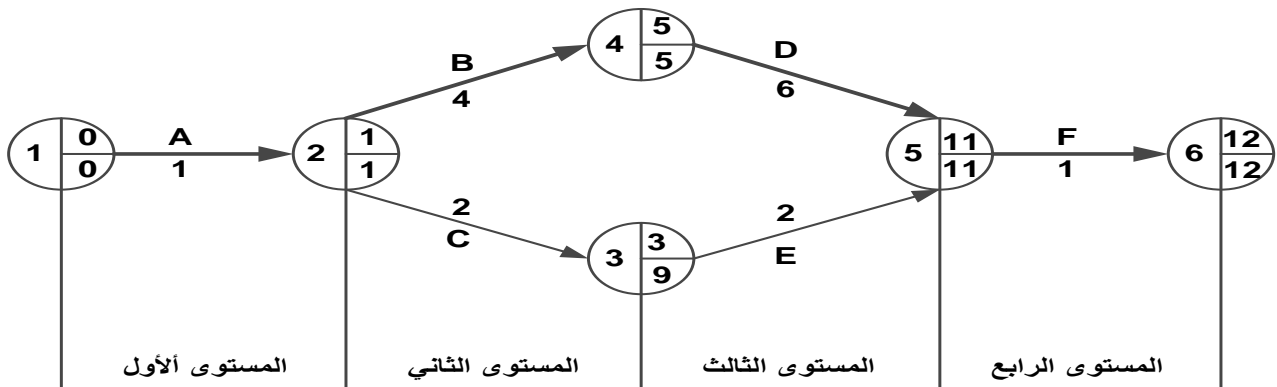 4 5 5
B 4
D 6
1 0 0
A 1
2 1 1
5 11 11
F 1
6 12 12
2 C
2 E
3 3 9
المستوى ألأول
المستوى الثاني
المستوى الثالث
المستوى الرابع